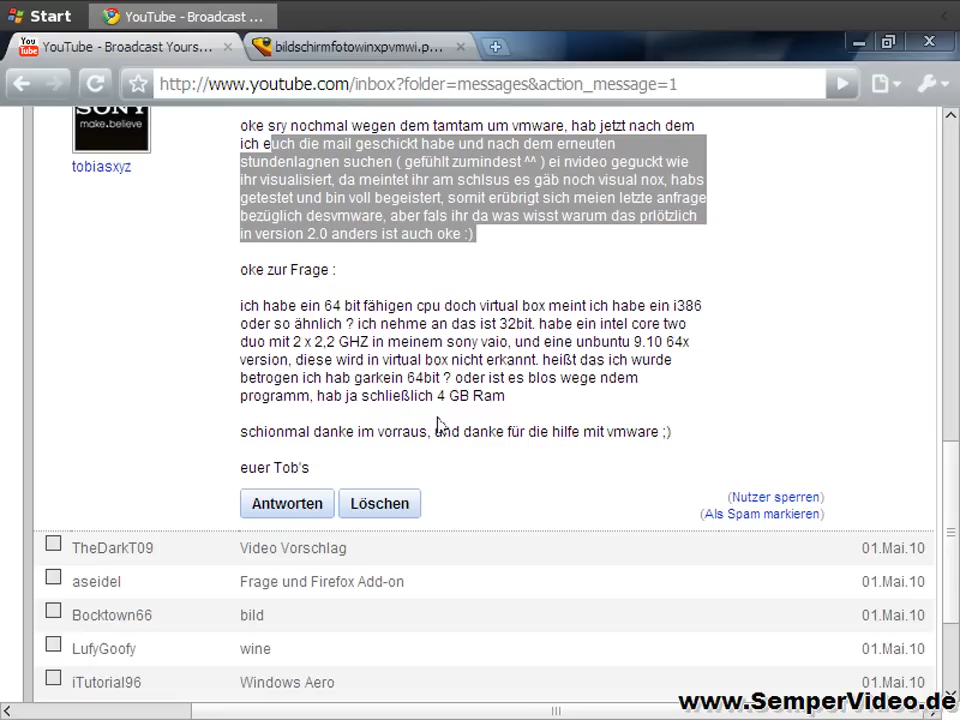 Start
YouTube - Broadcast ...
YouTube - Broadcast Yours...
bildschirmfotowinxpvmwi.p...
http://www.youtube.com/inbox?folder=messages&action_message=1
SONY
make.believe
tobiasxyz
oke sry nochmal wegen dem tamtam um vmware, hab jetzt nach dem
ich euch die mail geschickt habe und nach dem erneuten
stundenlagnen suchen ( gefühlt zumindest ^^ ) ei nvideo geguckt wie
ihr visualisiert, da meintet ihr am schlsus es gäb noch visual nox, habs
getestet und bin voll begeistert, somit erübrigt sich meien letzte anfrage
bezüglich desvmware, aber fals ihr da was wisst warum das prlötzlich
in version 2.0 anders ist auch oke :)
oke zur Frage :
ich habe ein 64 bit fähigen cpu doch virtual box meint ich habe ein i386
oder so ähnlich ? ich nehme an das ist 32bit. habe ein intel core two
duo mit 2 x 2,2 GHZ in meinem sony vaio, und eine unbuntu 9.10 64x
version, diese wird in virtual box nicht erkannt. heißt das ich wurde
betrogen ich hab garkein 64bit ? oder ist es blos wege ndem
programm, hab ja schließlich 4 GB Ram
schionmal danke im vorraus, und danke für die hilfe mit vmware ;)
euer Tob's
Antworten Löschen
(Nutzer sperren)
(Als Spam markieren)
TheDarkT09 Video Vorschlag 01.Mai.10
aseidel Frage und Firefox Add-on 01.Mai.10
Bocktown66 bild 01.Mai.10
LufyGoofy wine 01.Mai.10
iTutorial96 Windows Aero 01.Mai.10
www.SemperVideo.de